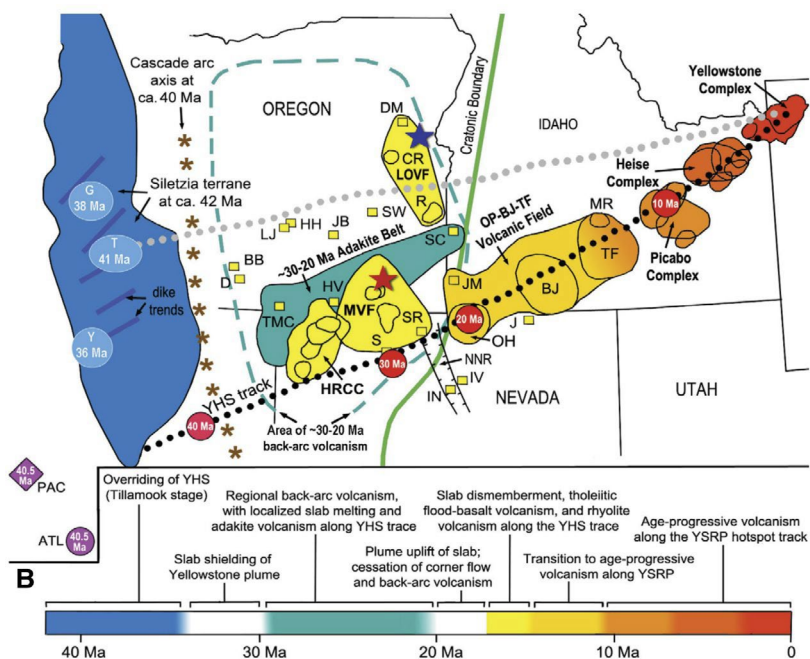 Cascade arc
axis at
ca. 40 Ma
OREGON
DM
Cratonic Boundary
IDAHO
Yellowstone
Complex
CR
LOVF
R
Heise
Complex
G
38 Ma
Siletzia terrane
at ca. 42 Ma
T
41 Ma
SW
HH
JB
LJ
~30-20 Ma Adakite Belt
SC
OP-BJ-TF
Volcanic Field
MR
10 Ma
TF
Picabo
Complex
BB
D
HV
JM
BJ
dike
trends
TMC
MVF
SR
20 Ma
J
Y
36 Ma
S
OH
30 Ma
NNR
HRCC
IV
IN
NEVADA
UTAH
YHS track
40 Ma
Area of ~30-20 Ma
back-arc volcanism
40.5
Ma
PAC
ATL
40.5
Ma
B
Overriding of YHS
(Tillamook stage)
Regional back-arc volcanism,
with localized slab melting and
adakite volcanism along YHS trace
Slab dismemberment, tholeiitic
flood-basalt volcanism, and rhyolite
volcanism along the YHS trace
Age-progressive volcanism
along the YSRP hotspot track
Slab shielding of
Yellowstone plume
Plume uplift of slab;
cessation of corner flow
and back-arc volcanism
Transition to age-progressive
volcanism along YSRP
40 Ma
30 Ma
20 Ma
10 Ma
0